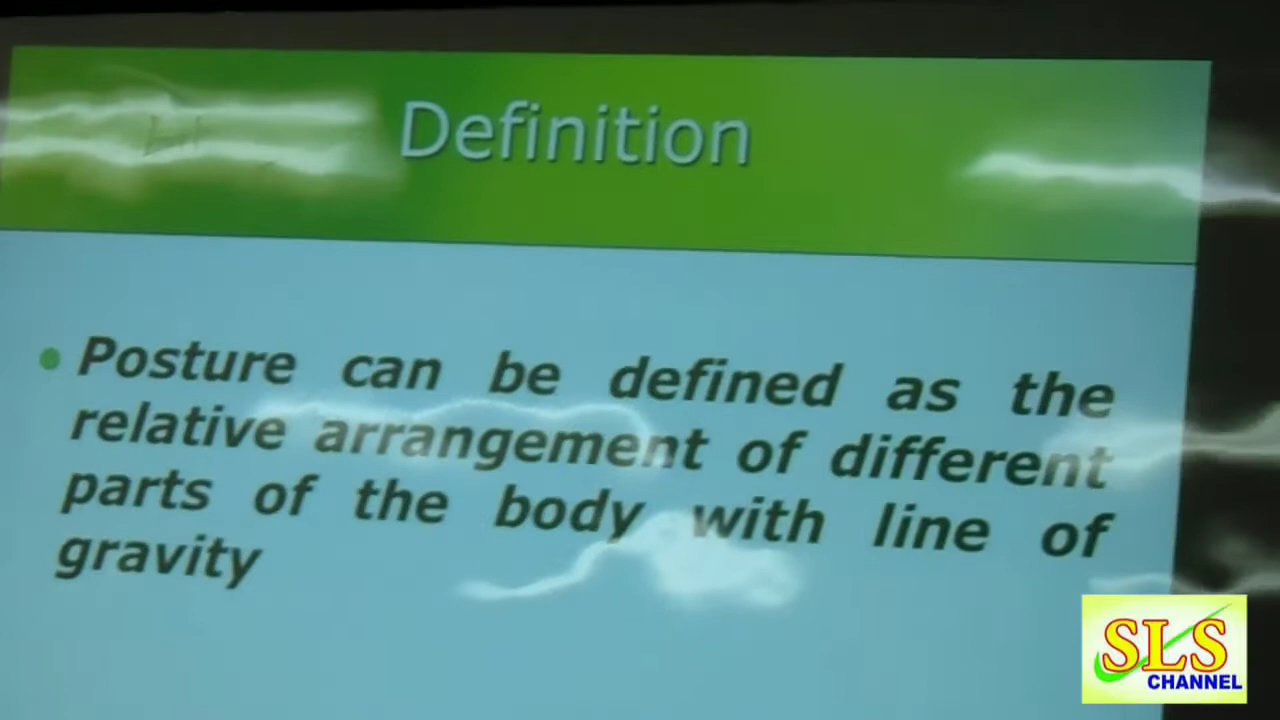 Definition
Posture can be defined as the
relative arrangement of different
parts of the body with line of
gravity
SLS
CHANNEL